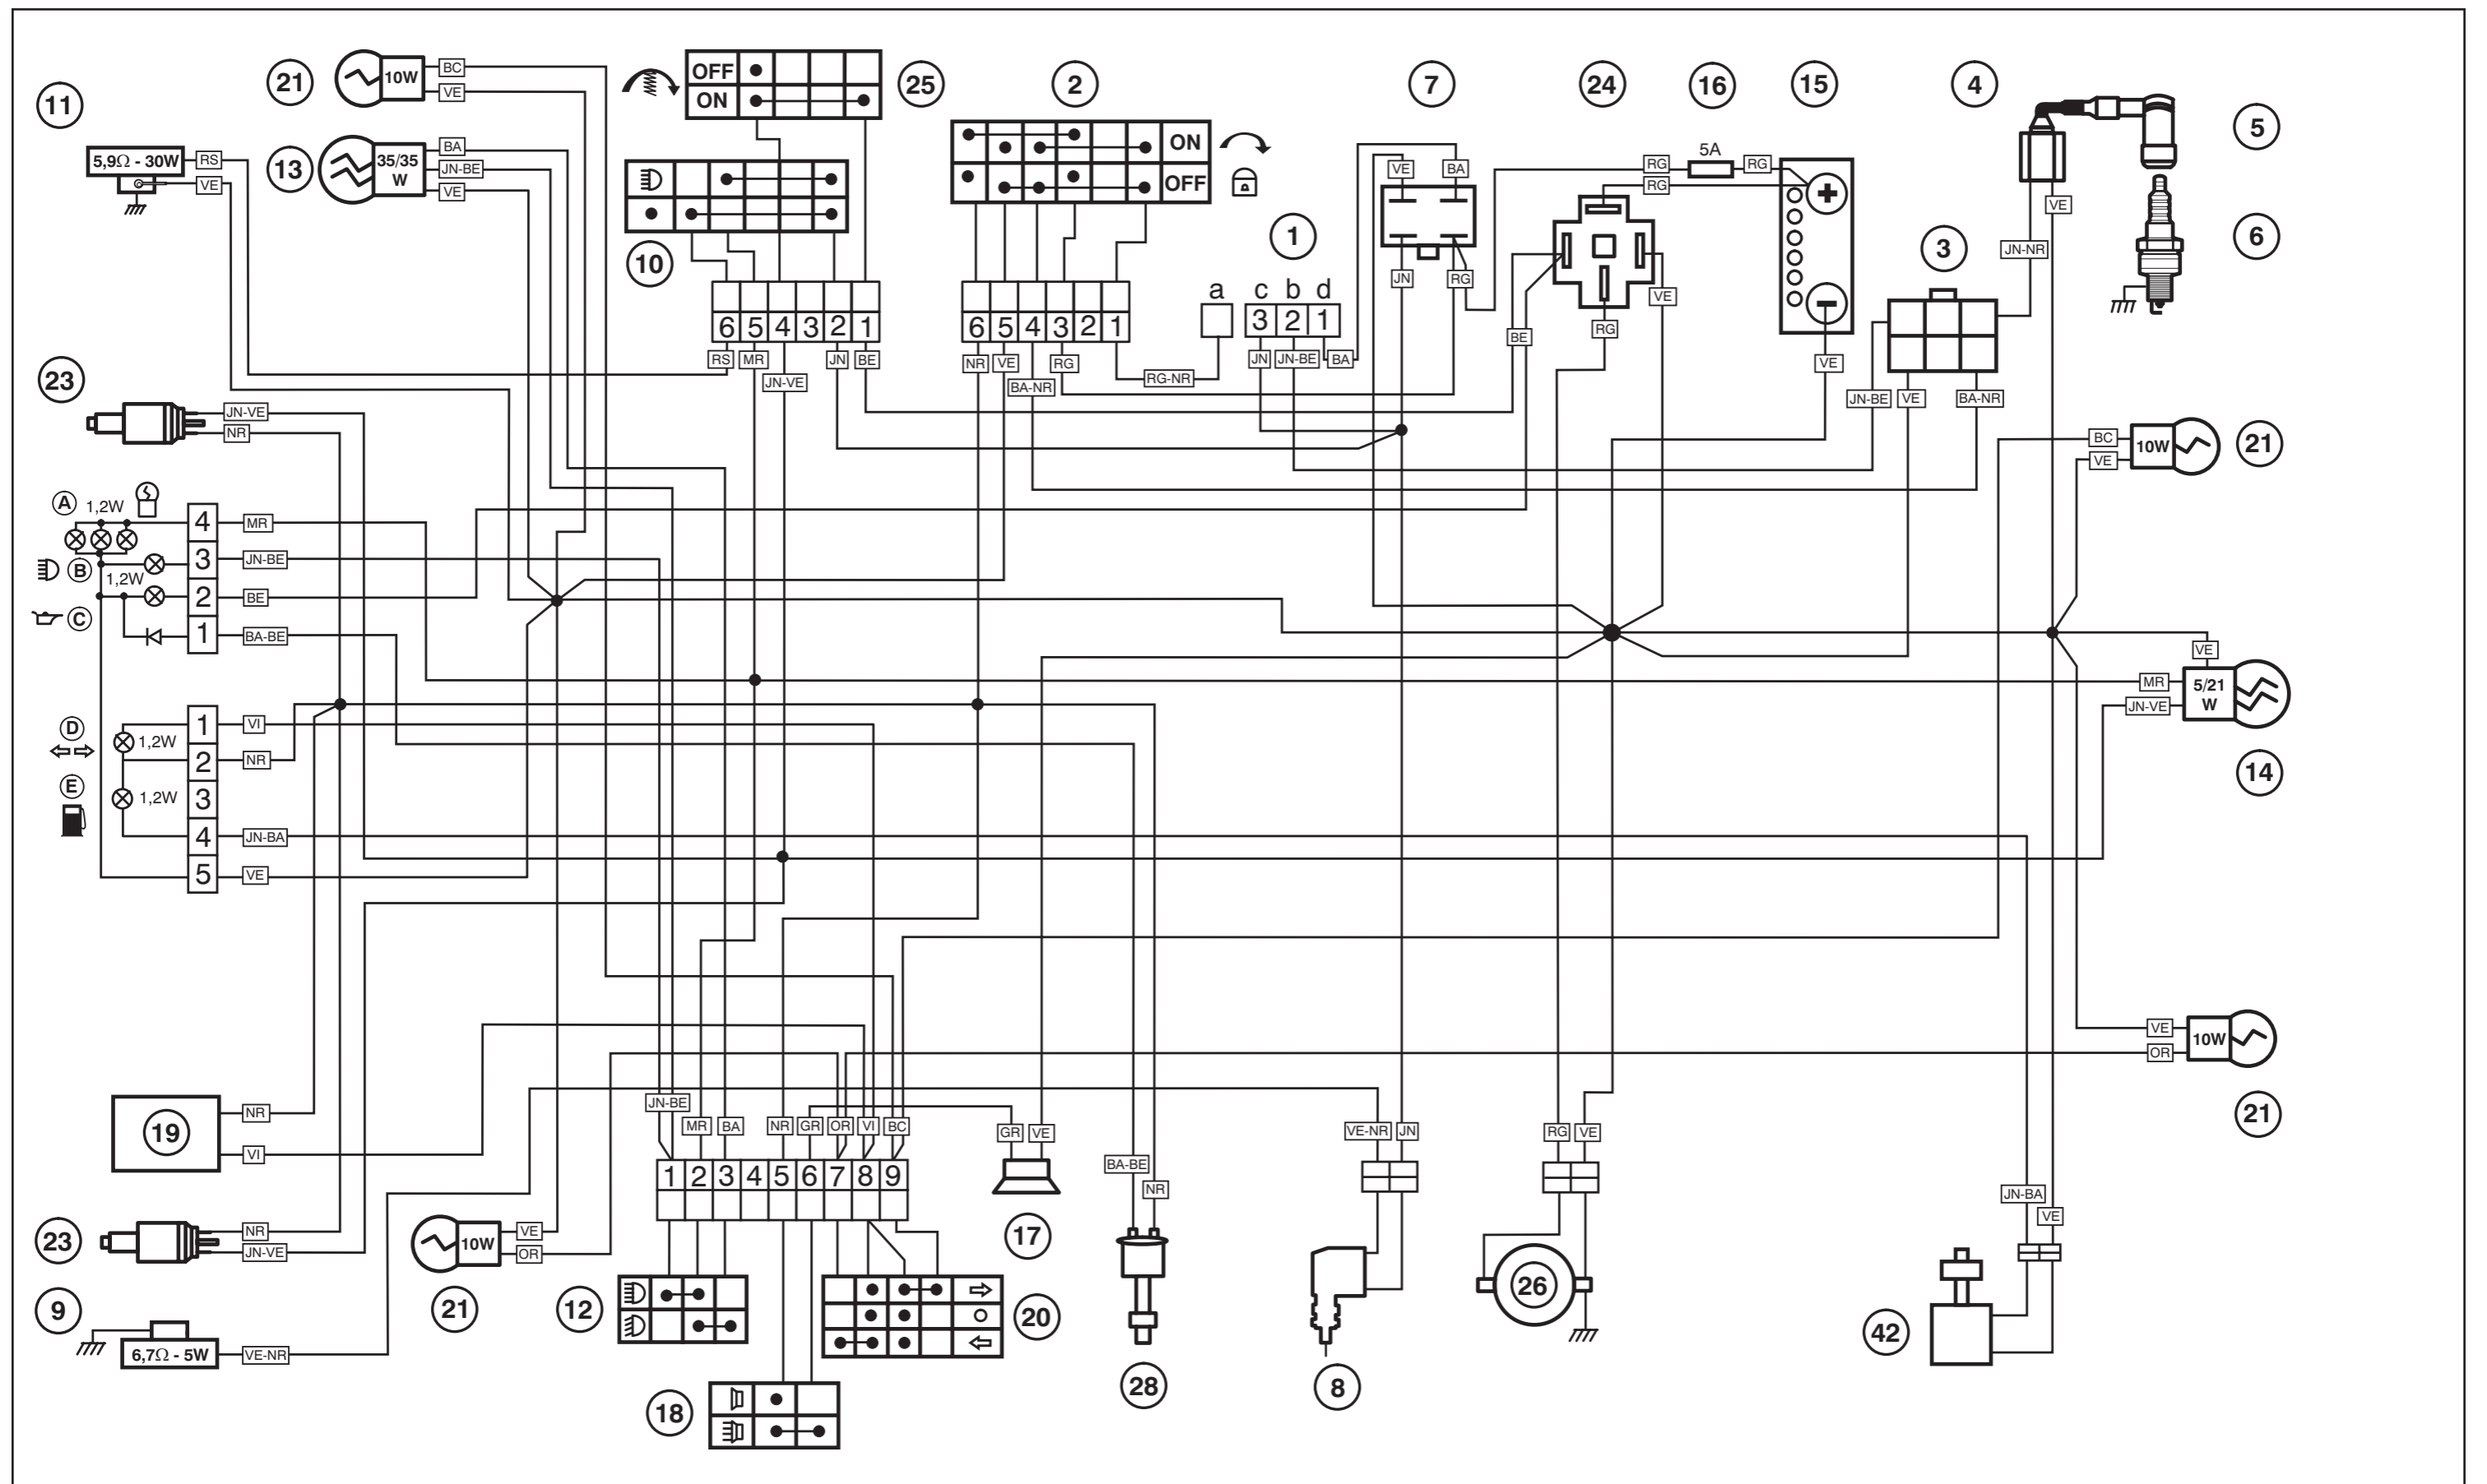 11
5,9Ω - 30W
RS
VE
21
10W
BC
VE
13
35/35
W
BA
JN-BE
VE
OFF
ON
25
10
6 5 4 3 2 1
RS MR JN-VE JN BE
2
ON
OFF
6 5 4 3 2 1
NR VE BA-NR RG RG-NR
1
a c b d
3 2 1
JN JN-BE BA
7
VE BA
JN RG
24
RG
BE
VE
RG
16
5A
RG RG
15
+
VE
4
JN-NR
VE
5
6
3
JN-BE VE BA-NR
23
JN-VE
NR
A
1,2W
B
1,2W
C
4 MR
3 JN-BE
2 BE
1 BA-BE
D
1,2W
E
1,2W
1 VI
2 NR
3
4 JN-BA
5 VE
BC
VE
10W
21
VE
MR
JN-VE
5/21
W
14
VE
OR
10W
21
19
NR
VI
23
NR
JN-VE
9
6,7Ω - 5W
VE-NR
10W
VE
OR
21
JN-BE MR BA NR GR OR VI BC
1 2 3 4 5 6 7 8 9
12
20
18
GR VE
17
BA-BE
NR
28
VE-NR JN
8
RG VE
26
JN-BA
VE
42